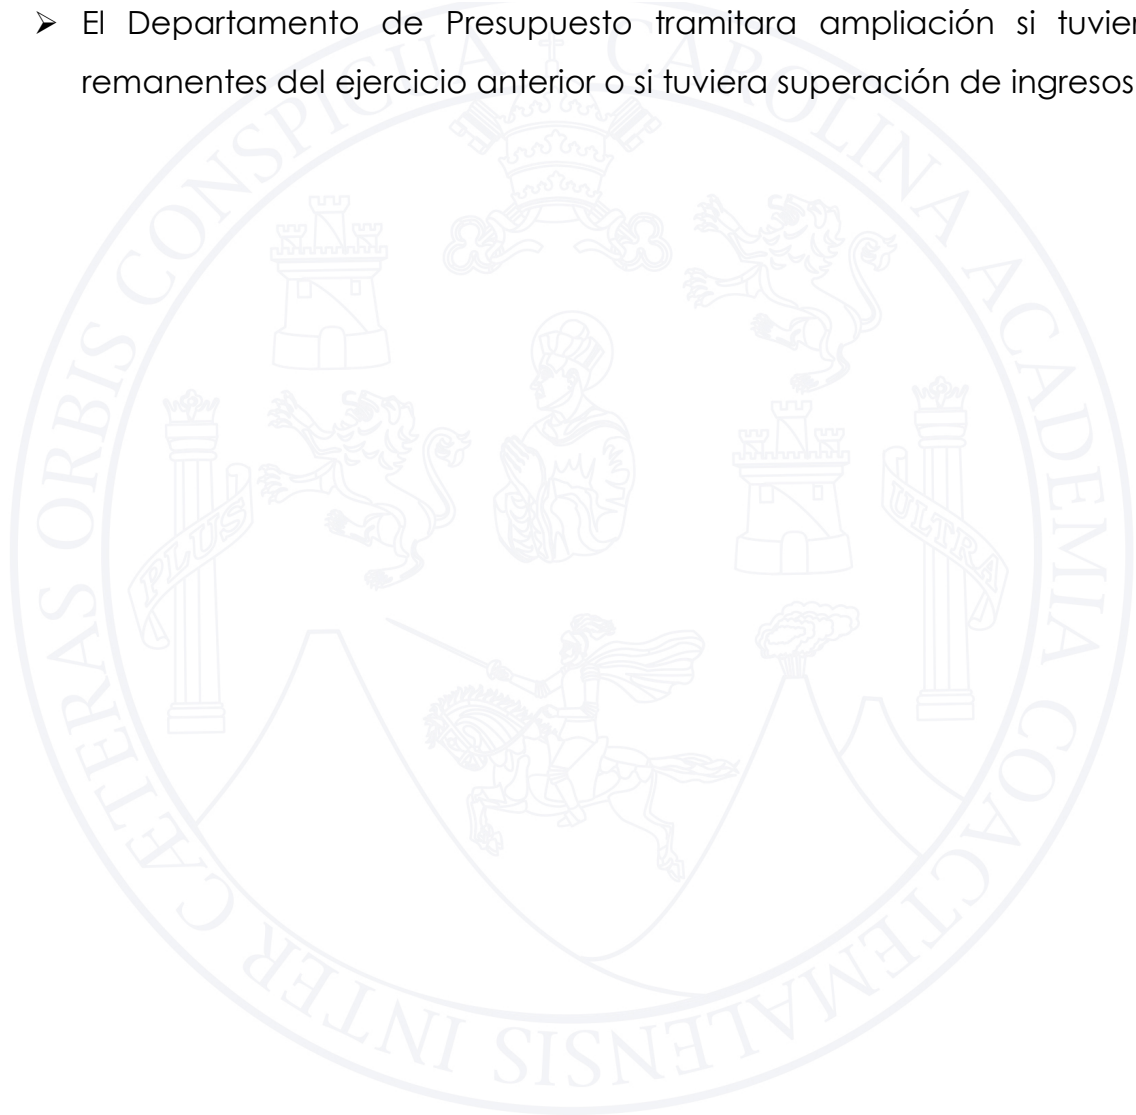 ➢ El Departamento de Presupuesto tramitara ampliación si tuvier
remanentes del ejercicio anterior o si tuviera superación de ingresos
CAETERAS ORBIS CONSPICUA CAROLINA ACADEMIA COACTEMALENSIS INTER
PLUS
ULTRA